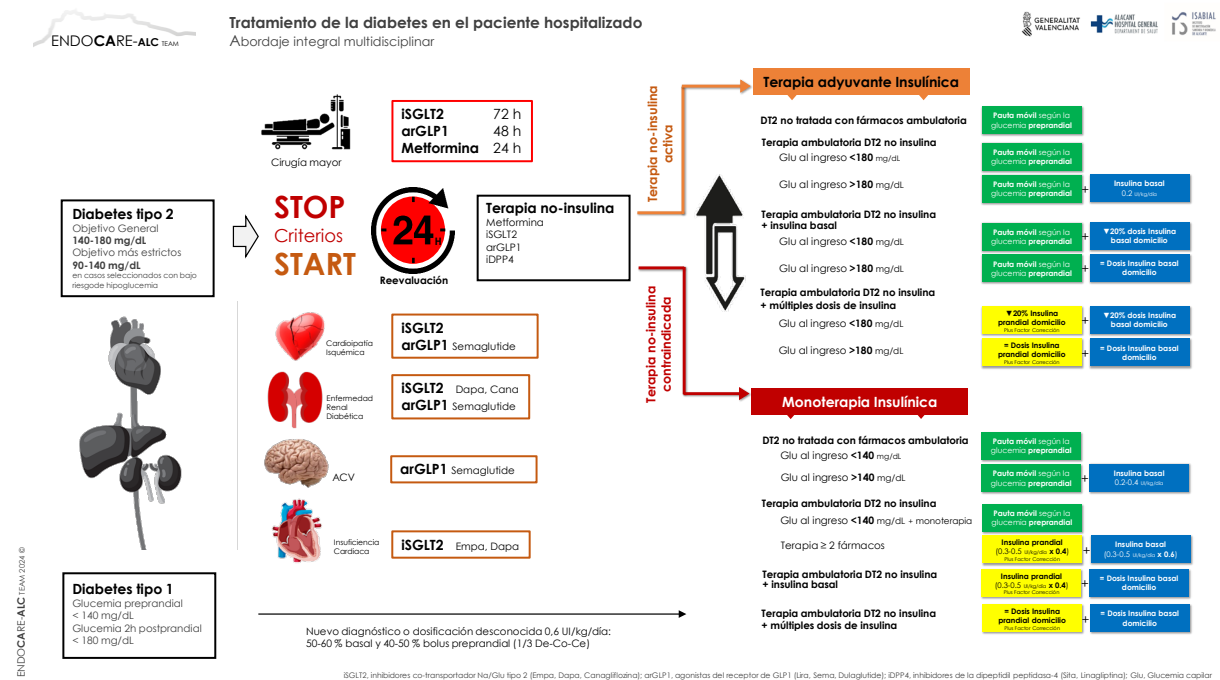 ENDOCARE-ALC TEAM
Tratamiento de la diabetes en el paciente hospitalizado
Abordaje integral multidisciplinar
GENERALITAT
VALENCIANA
ALACANT
HOSPITAL GENERAL
DEPARTAMENT DE SALUT
ISABIAL
Cirugía mayor
iSGLT2 72 h
arGLP1 48 h
Metformina 24 h
Diabetes tipo 2
Objetivo General
140-180 mg/dL
Objetivo más estrictos
90-140 mg/dL
en casos seleccionados con bajo
riesgode hipoglucemia
STOP
Criterios
START
24H
Reevaluación
Terapia no-insulina
Metformina
iSGLT2
arGLP1
iDPP4
Cardiopatía
Isquémica
iSGLT2
arGLP1 Semaglutide
Enfermedad
Renal
Diabética
iSGLT2 Dapa, Cana
arGLP1 Semaglutide
ACV
arGLP1 Semaglutide
Insuficiencia
Cardiaca
iSGLT2 Empa, Dapa
Diabetes tipo 1
Glucemia preprandial
< 140 mg/dL
Glucemia 2h postprandial
< 180 mg/dL
Nuevo diagnóstico o dosificación desconocida 0,6 UI/kg/día:
50-60 % basal y 40-50 % bolus preprandial (1/3 De-Co-Ce)
Terapia no-insulina
activa
Terapia no-insulina
contraindicada
Terapia adyuvante Insulínica
DT2 no tratada con fármacos ambulatoria
Pauta móvil según la
glucemia preprandial
Terapia ambulatoria DT2 no insulina
Glu al ingreso <180 mg/dL
Pauta móvil según la
glucemia preprandial
Glu al ingreso >180 mg/dL
Pauta móvil según la
glucemia preprandial
+
Insulina basal
0.2 UI/kg/día
Terapia ambulatoria DT2 no insulina
+ insulina basal
Glu al ingreso <180 mg/dL
Pauta móvil según la
glucemia preprandial
+
▼20% dosis Insulina
basal domicilio
Glu al ingreso >180 mg/dL
Pauta móvil según la
glucemia preprandial
+
= Dosis Insulina basal
domicilio
Terapia ambulatoria DT2 no insulina
+ múltiples dosis de insulina
Glu al ingreso <180 mg/dL
▼20% Insulina
prandial domicilio
Plus Factor Corrección
+
▼20% dosis Insulina
basal domicilio
Glu al ingreso >180 mg/dL
= Dosis Insulina
prandial domicilio
Plus Factor Corrección
+
= Dosis Insulina basal
domicilio
Monoterapia Insulínica
DT2 no tratada con fármacos ambulatoria
Glu al ingreso <140 mg/dL
Pauta móvil según la
glucemia preprandial
Glu al ingreso >140 mg/dL
Pauta móvil según la
glucemia preprandial
+
Insulina basal
0.2-0.4 UI/kg/día
Terapia ambulatoria DT2 no insulina
Glu al ingreso <140 mg/dL + monoterapia
Pauta móvil según la
glucemia preprandial
Terapia ≥ 2 fármacos
Insulina prandial
(0.3-0.5 UI/kg/día x 0.4)
Plus Factor Corrección
+
Insulina basal
(0.3-0.5 UI/kg/día x 0.6)
Terapia ambulatoria DT2 no insulina
+ insulina basal
Insulina prandial
(0.3-0.5 UI/kg/día x 0.4)
Plus Factor Corrección
+
= Dosis Insulina basal
domicilio
Terapia ambulatoria DT2 no insulina
+ múltiples dosis de insulina
= Dosis Insulina
prandial domicilio
Plus Factor Corrección
+
= Dosis Insulina basal
domicilio
ENDOCARE-ALC TEAM 2024 ©
iSGLT2, inhibidores co-transportador Na/Glu tipo 2 (Empa, Dapa, Canagliflozina); arGLP1, agonistas del receptor de GLP1 (Lira, Sema, Dulaglutide); iDPP4, inhibidores de la dipeptidil peptidasa-4 (Sita, Linagliptina); Glu, Glucemia capilar